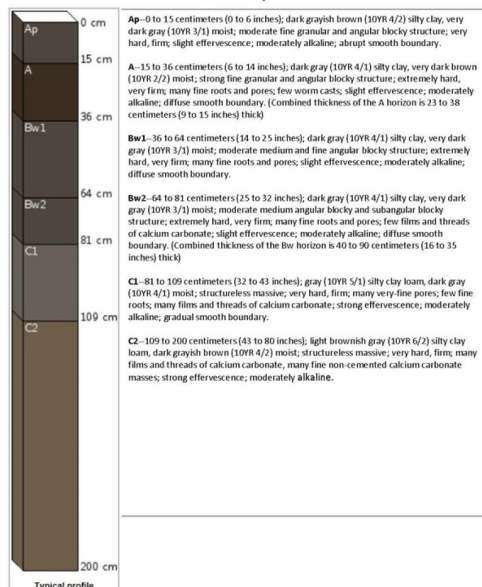 Ap
0 cm
15 cm
A
36 cm
Bw1
64 cm
Bw2
81 cm
C1
109 cm
C2
200 cm
Typical profile
Ap--0 to 15 centimeters (0 to 6 inches); dark grayish brown (10YR 4/2) silty clay, very
dark gray (10YR 3/1) moist; moderate fine granular and angular blocky structure; very
hard, firm; slight effervescence; moderately alkaline; abrupt smooth boundary.
A--15 to 36 centimeters (6 to 14 inches); dark gray (10YR 4/1) silty clay, very dark brown
(10YR 2/2) moist; strong fine granular and angular blocky structure; extremely hard,
very firm; many fine roots and pores; few worm casts; slight effervescence; moderately
alkaline; diffuse smooth boundary. (Combined thickness of the A horizon is 23 to 38
centimeters (9 to 15 inches) thick)
Bw1--36 to 64 centimeters (14 to 25 inches); dark gray (10YR 4/1) silty clay, very dark
gray (10YR 3/1) moist; moderate medium and fine angular blocky structure; extremely
hard, very firm; many fine roots and pores; slight effervescence; moderately alkaline;
diffuse smooth boundary.
Bw2--64 to 81 centimeters (25 to 32 inches); dark gray (10YR 4/1) silty clay, very dark
gray (10YR 3/1) moist; moderate medium angular blocky and subangular blocky
structure; extremely hard, very firm; many fine roots and pores; few films and threads
of calcium carbonate; slight effervescence; moderately alkaline; diffuse smooth
boundary. (Combined thickness of the Bw horizon is 40 to 90 centimeters (16 to 35
inches) thick)
C1--81 to 109 centimeters (32 to 43 inches); gray (10YR 5/1) silty clay loam, dark gray
(10YR 4/1) moist; structureless massive; very hard, firm; many very-fine pores; few fine
roots; many films and threads of calcium carbonate; strong effervescence; moderately
alkaline; gradual smooth boundary.
C2--109 to 200 centimeters (43 to 80 inches); light brownish gray (10YR 6/2) silty clay
loam, dark grayish brown (10YR 4/2) moist; structureless massive; very hard, firm; many
films and threads of calcium carbonate, many fine non-cemented calcium carbonate
masses; strong effervescence; moderately alkaline.